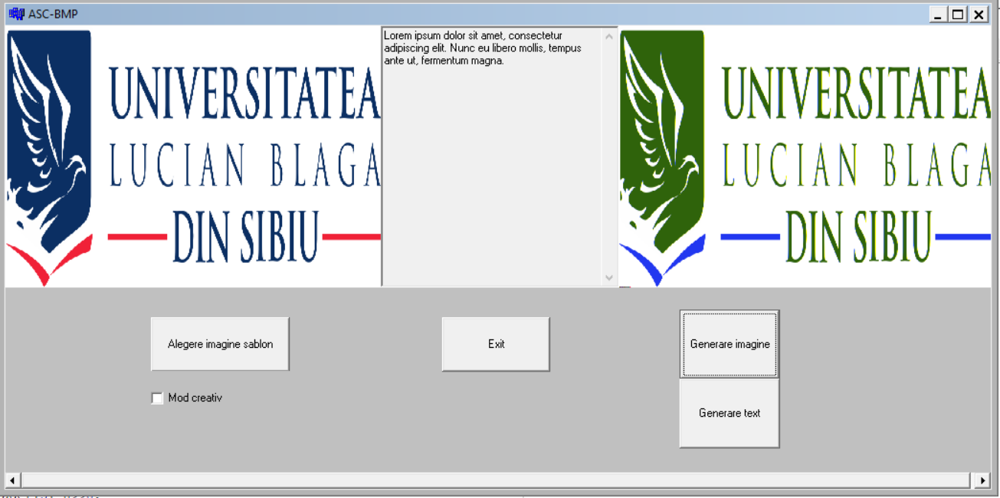 ASC-BMP
UNIVERSITATEA
LUCIAN BLAGA
DIN SIBIU
Lorem ipsum dolor sit amet, consectetur
adipiscing elit. Nunc eu libero mollis, tempus
ante ut, fermentum magna.
UNIVERSITATEA
LUCIAN BLAGA
DIN SIBIU
Alegere imagine sablon
Exit
Generare imagine
Mod creativ
Generare text